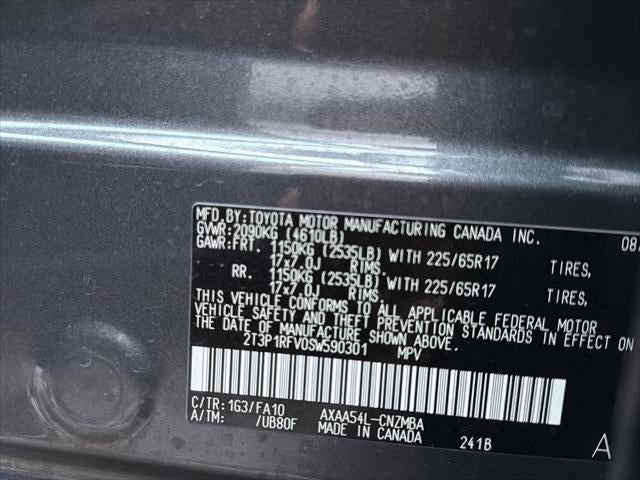 MFD.BY:TOYOTA MOTOR MANUFACTURING CANADA INC. 08/
GVWR:2090KG (4610LB)
GAWR:FRT. 1150KG (2535LB) WITH 225/65R17 TIRES,
17x7.0J RIMS.
RR. 1150KG (2535LB) WITH 225/65R17 TIRES,
17x7.0J RIMS.
THIS VEHICLE CONFORMS TO ALL APPLICABLE FEDERAL MOTOR
VEHICLE SAFETY AND THEFT PREVENTION STANDARDS IN EFFECT ON
THE DATE OF MANUFACTURE SHOWN ABOVE.
2T3P1RFV0SW590301 MPV
C/TR:1G3/FA10 AXAA54L-CNZMBA
A/TM: /UB80F MADE IN CANADA 241B A